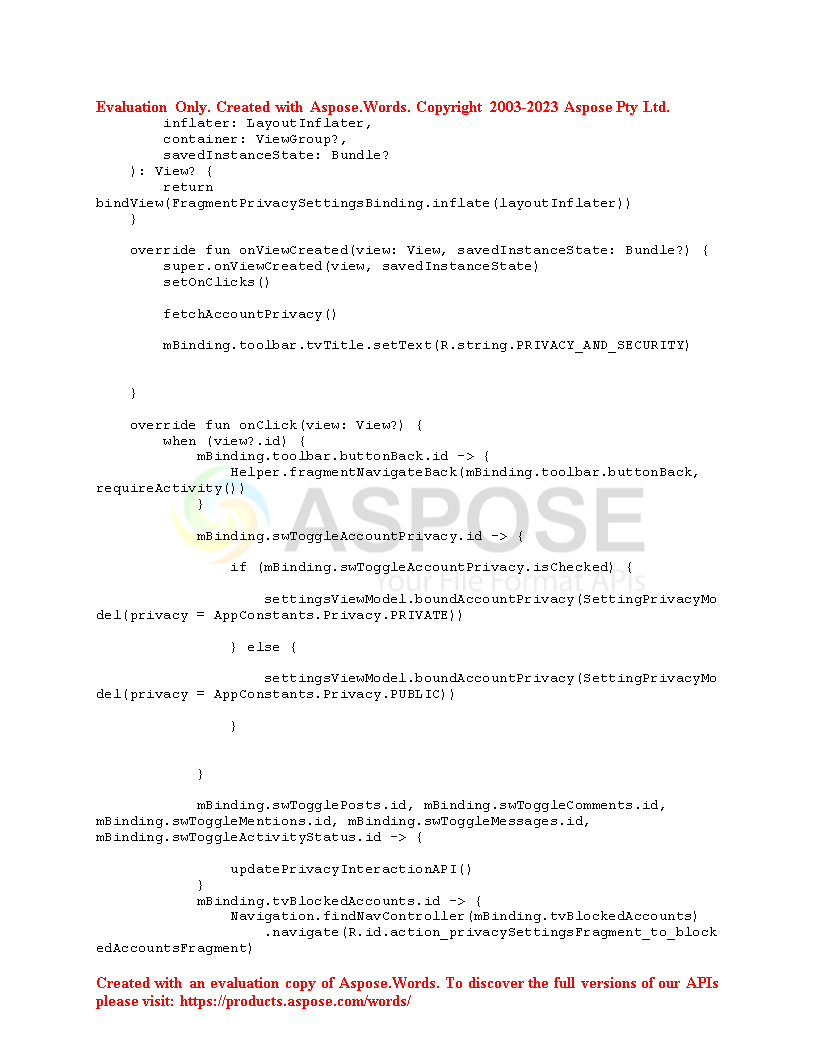 Evaluation Only. Created with Aspose.Words. Copyright 2003-2023 Aspose Pty Ltd.
        inflater: LayoutInflater,
        container: ViewGroup?,
        savedInstanceState: Bundle?
    ): View? {
        return
bindView(FragmentPrivacySettingsBinding.inflate(layoutInflater))
    }
    override fun onViewCreated(view: View, savedInstanceState: Bundle?) {
        super.onViewCreated(view, savedInstanceState)
        setOnClicks()
        fetchAccountPrivacy()
        mBinding.toolbar.tvTitle.setText(R.string.PRIVACY_AND_SECURITY)
    }
    override fun onClick(view: View?) {
        when (view?.id) {
            mBinding.toolbar.buttonBack.id -> {
                Helper.fragmentNavigateBack(mBinding.toolbar.buttonBack,
requireActivity())
            }
ASPOSE
            mBinding.swToggleAccountPrivacy.id -> {
                if (mBinding.swToggleAccountPrivacy.isChecked) {
Your File Format APIs
                    settingsViewModel.boundAccountPrivacy(SettingPrivacyMo
del(privacy = AppConstants.Privacy.PRIVATE))
                } else {
                    settingsViewModel.boundAccountPrivacy(SettingPrivacyMo
del(privacy = AppConstants.Privacy.PUBLIC))
                }
            }
            mBinding.swTogglePosts.id, mBinding.swToggleComments.id,
mBinding.swToggleMentions.id, mBinding.swToggleMessages.id,
mBinding.swToggleActivityStatus.id -> {
                updatePrivacyInteractionAPI()
            }
            mBinding.tvBlockedAccounts.id -> {
                Navigation.findNavController(mBinding.tvBlockedAccounts)
                    .navigate(R.id.action_privacySettingsFragment_to_block
edAccountsFragment)
Created with an evaluation copy of Aspose.Words. To discover the full versions of our APIs
please visit: https://products.aspose.com/words/